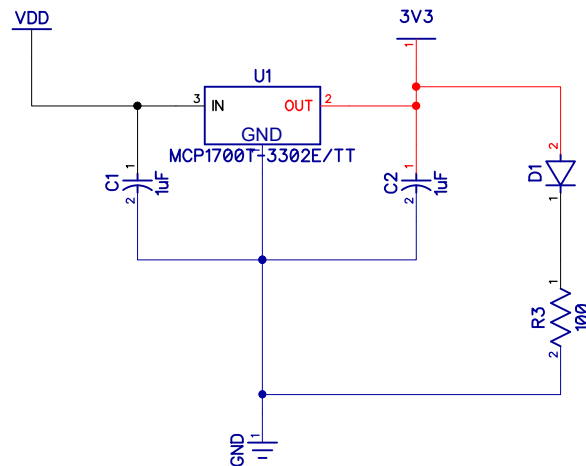 VDD
3V3
1
U1
3 IN
OUT 2
GND
MCP1700T-3302E/TT
C1
1
2
1uF
C2
1
2
1uF
D1
2
1
R3
1
2
100
GND
1